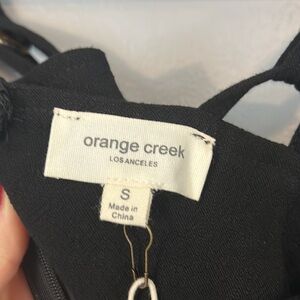 orange creek
LOS ANGELES
S
Made in
China